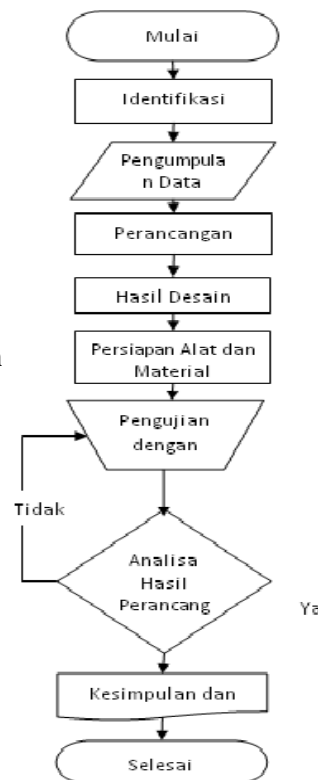 Mulai
Identifikasi
Pengumpula
n Data
Perancangan
Hasil Desain
Persiapan Alat dan
Material
Pengujian
dengan
Tidak
Analisa
Hasil
Perancang
Ya
Kesimpulan dan
Selesai